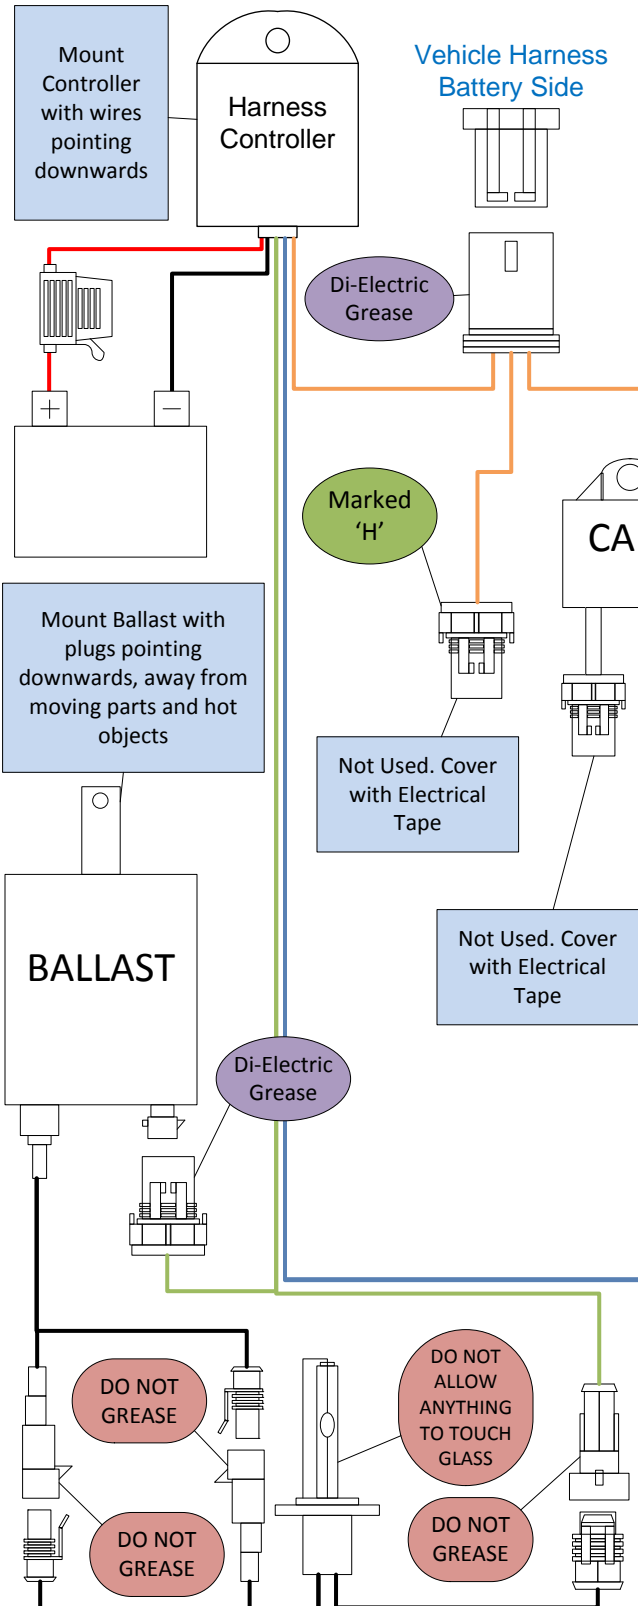 Mount
Controller
with wires
pointing
downwards
Harness
Controller
Vehicle Harness
Battery Side
Di-Electric
Grease
+
−
Marked
‘H’
CA
Mount Ballast with
plugs pointing
downwards, away from
moving parts and hot
objects
Not Used. Cover
with Electrical
Tape
BALLAST
Not Used. Cover
with Electrical
Tape
Di-Electric
Grease
DO NOT
GREASE
DO NOT
ALLOW
ANYTHING
TO TOUCH
GLASS
DO NOT
GREASE
DO NOT
GREASE